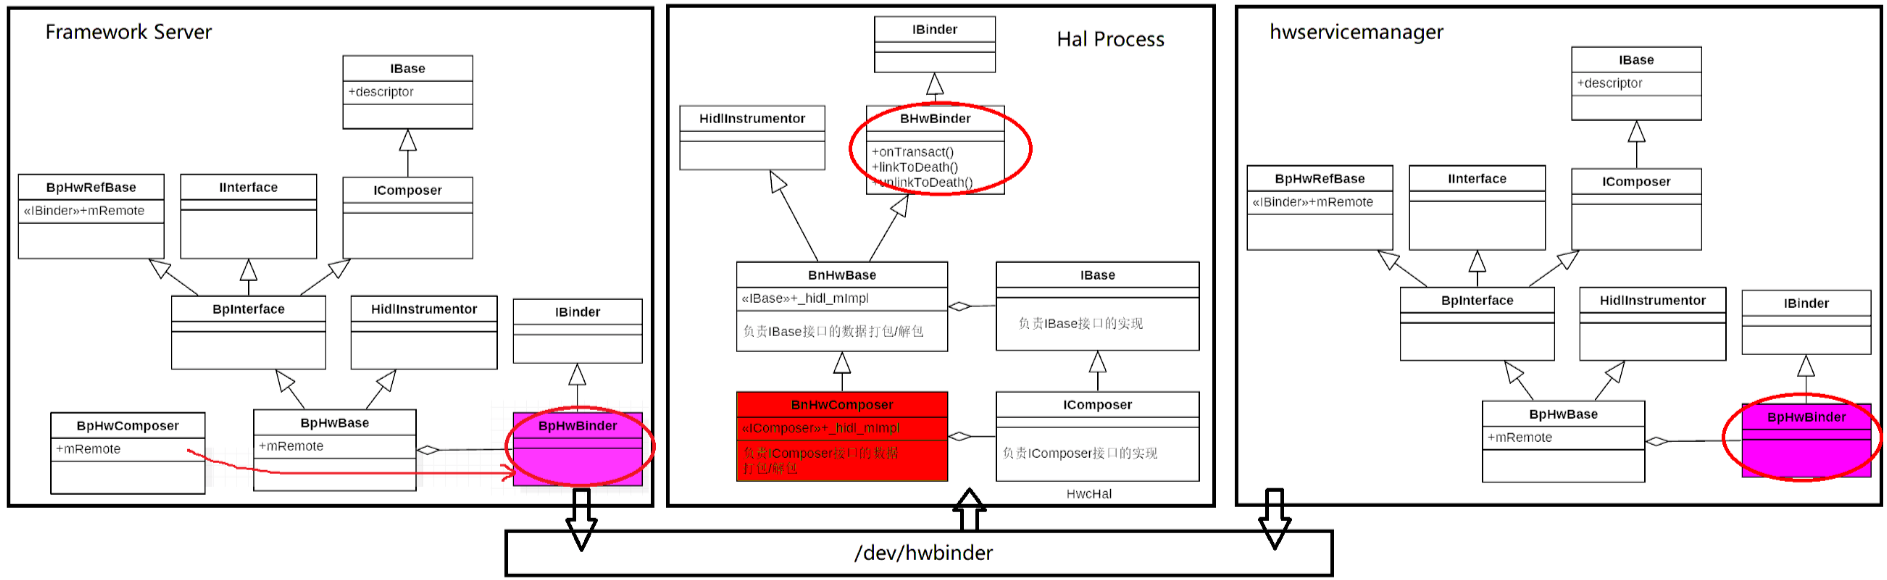 Framework Server
IBase
+descriptor
BpHwRefBase
«IBinder»+mRemote
IInterface
IComposer
BpInterface
HidlInstrumentor
IBinder
BpHwComposer
+mRemote
BpHwBase
+mRemote
BpHwBinder
Hal Process
IBinder
HidlInstrumentor
BHwBinder
+onTransact()
+linkToDeath()
+unlinkToDeath()
BnHwBase
«IBase»+_hidl_mImpl
负责IBase接口的数据打包/解包
IBase
负责IBase接口的实现
BnHwComposer
«IComposer»+_hidl_mImpl
负责IComposer接口的数据
打包/解包
IComposer
负责IComposer接口的实现
HwcHal
hwservicemanager
IBase
+descriptor
BpHwRefBase
«IBinder»+mRemote
IInterface
IComposer
BpInterface
HidlInstrumentor
IBinder
BpHwBase
+mRemote
BpHwBinder
/dev/hwbinder